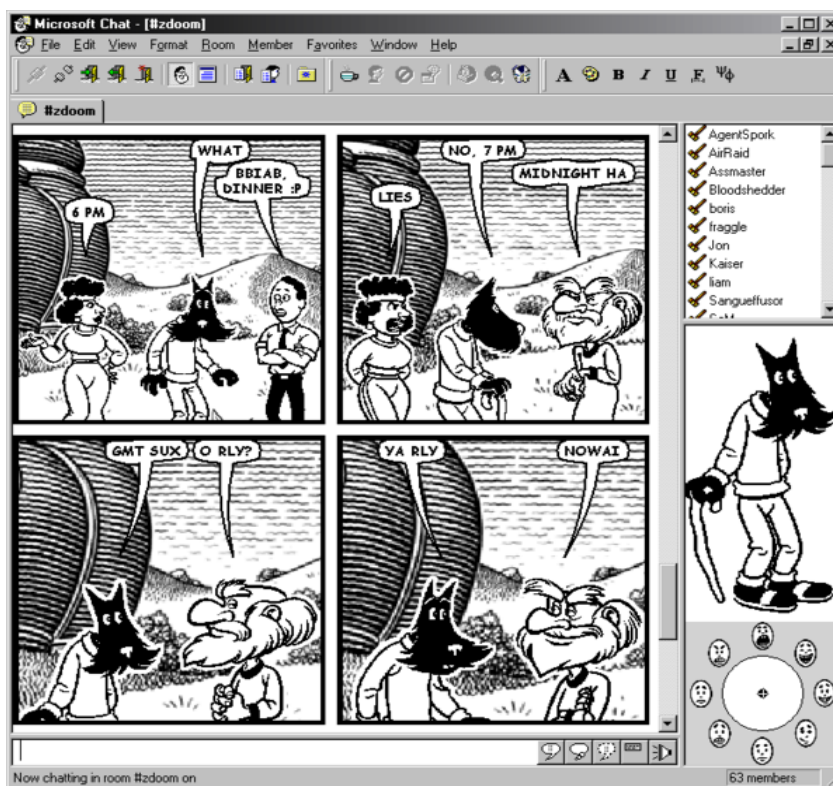 Microsoft Chat - [#zdoom]
File Edit View Format Room Member Favorites Window Help
A B I U F Ψφ
#zdoom
6 PM
WHAT
BBIAB,
DINNER :P
LIES
NO, 7 PM
MIDNIGHT HA
GMT SUX
O RLY?
YA RLY
NOWAI
AgentSpork
AirRaid
Assmaster
Bloodshedder
boris
fraggle
Jon
Kaiser
liam
Sangueffusor
Now chatting in room #zdoom on
63 members